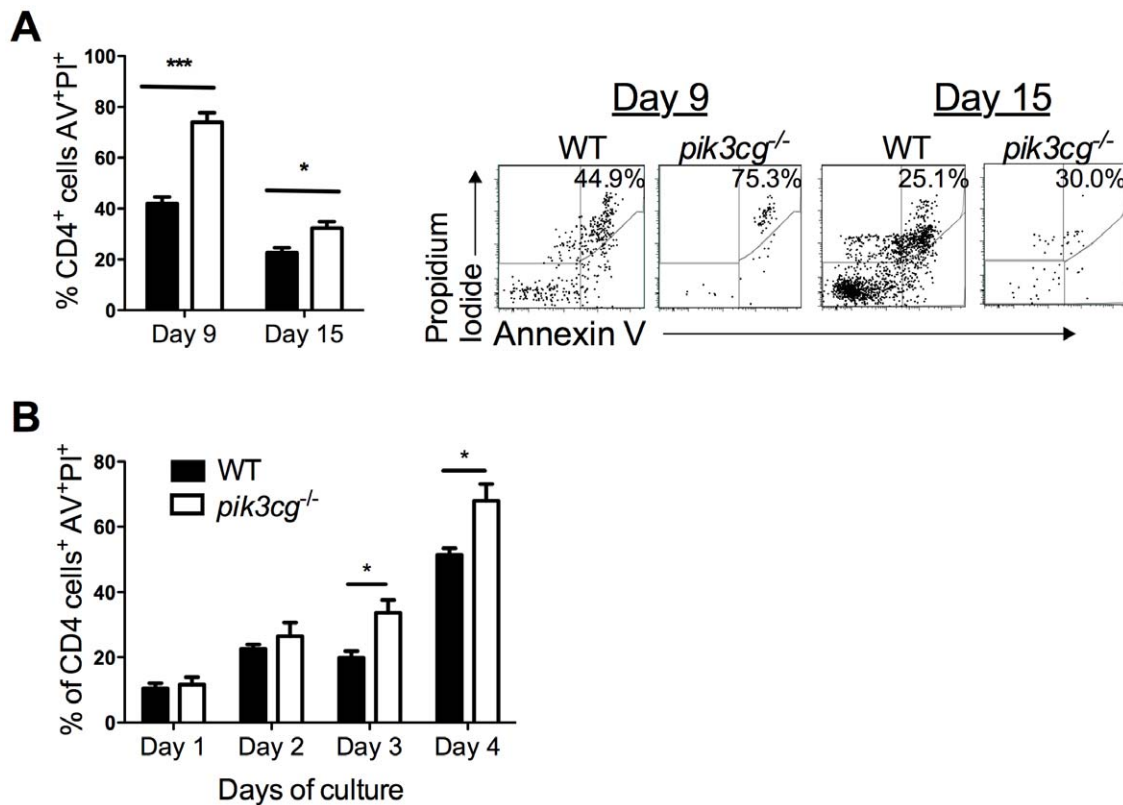 A
% CD4⁺ cells AV⁺PI⁺
100
80
60
40
20
0
***
*
Day 9
Day 15
Day 9
Day 15
WT
pik3cg⁻/⁻
WT
pik3cg⁻/⁻
44.9%
75.3%
25.1%
30.0%
Propidium
Iodide
Annexin V
B
% of CD4 cells⁺ AV⁺PI⁺
80
60
40
20
0
WT
pik3cg⁻/⁻
*
*
Day 1
Day 2
Day 3
Day 4
Days of culture